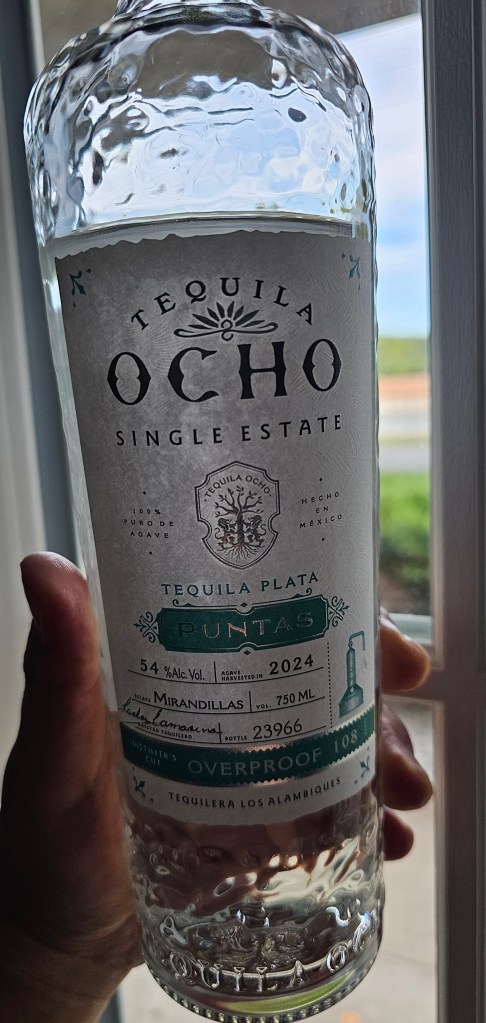 TEQUILA
OCHO
SINGLE ESTATE
TEQUILA OCHO
100%
PURO DE
AGAVE
HECHO
EN
MÉXICO
TEQUILA PLATA
PUNTAS
54 %Alc. Vol. AGAVE HARVESTED IN 2024
ESTATE MIRANDILLAS VOL. 750 ML
BOTTLE 23966
DISTILLER'S CUT OVERPROOF 108
TEQUILERA LOS ALAMBIQUES